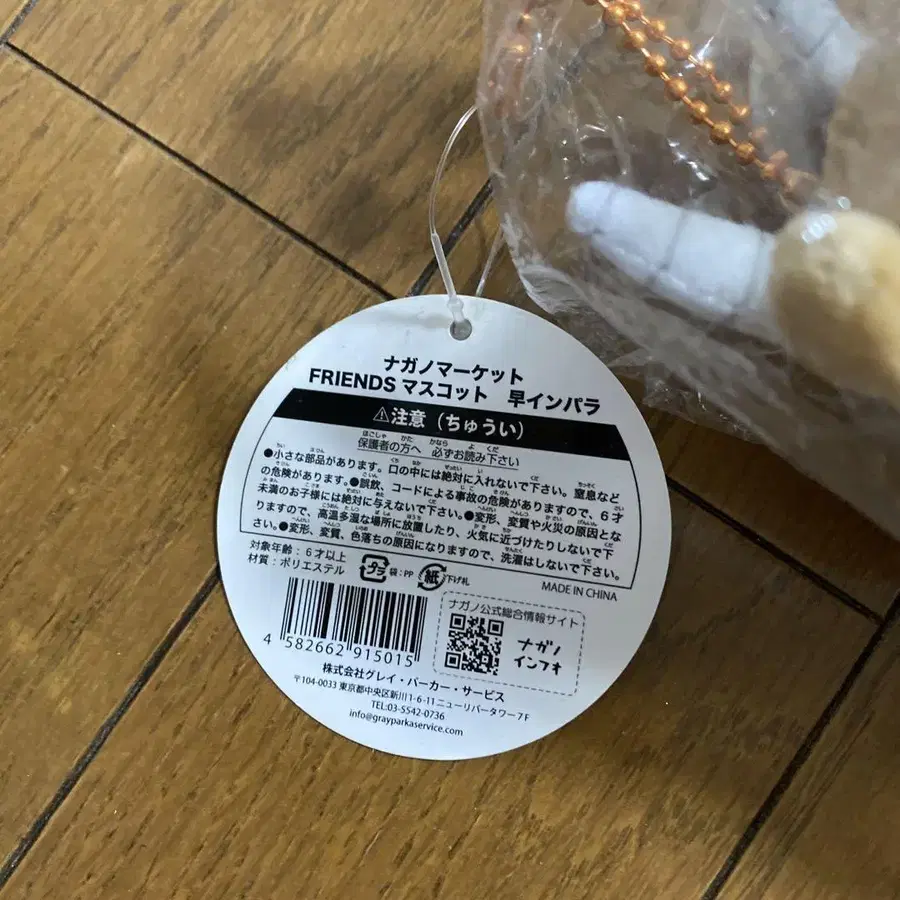 ナガノマーケット
FRIENDS マスコット 早インパラ
⚠注意（ちゅうい）
保護者の方へ 必ずお読み下さい
●小さな部品があります。口の中には絶対に入れないで下さい。窒息など
の危険があります。●誤飲、コードによる事故の危険がありますので、6才
未満のお子様には絶対に与えないで下さい。●変形、変質や火災の原因とな
りますので、高温多湿な場所に放置したり、火気に近づけたりしないで下
さい。●変形、変質、色落ちの原因になりますので、洗濯はしないで下さい。
対象年齢：6才以上
材質：ポリエステル
プラ 袋：PP 紙 下げ札
MADE IN CHINA
4 582662 915015
ナガノ公式総合情報サイト
ナガノ
インフォ
株式会社グレイ・パーカー・サービス
〒104-0033 東京都中央区新川1-6-11ニューリバータワー7F
TEL:03-5542-0736
info@grayparkaservice.com